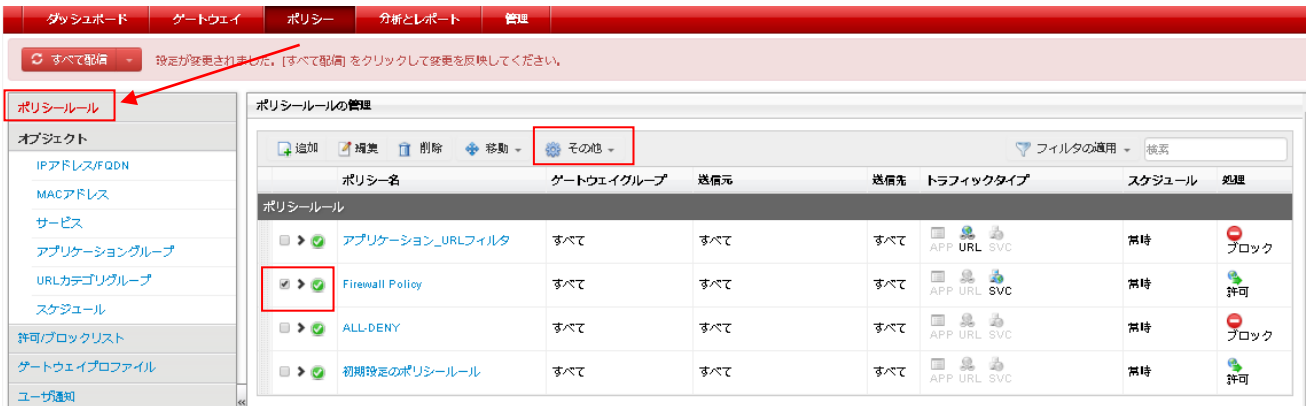 ダッシュボード ゲートウェイ ポリシー 分析とレポート 管理
すべて配信 設定が変更されました。[すべて配信] をクリックして変更を反映してください。
ポリシールール
オブジェクト
IPアドレス/FQDN
MACアドレス
サービス
アプリケーショングループ
URLカテゴリグループ
スケジュール
許可/ブロックリスト
ゲートウェイプロファイル
ユーザ通知
ポリシールールの管理
追加 編集 削除 移動 その他 フィルタの適用 検索
ポリシー名 ゲートウェイグループ 送信元 送信先 トラフィックタイプ スケジュール 処理
ポリシールール
アプリケーション_URLフィルタ すべて すべて すべて APP URL SVC 常時 ブロック
Firewall Policy すべて すべて すべて APP URL SVC 常時 許可
ALL-DENY すべて すべて すべて APP URL SVC 常時 ブロック
初期設定のポリシールール すべて すべて すべて APP URL SVC 常時 許可